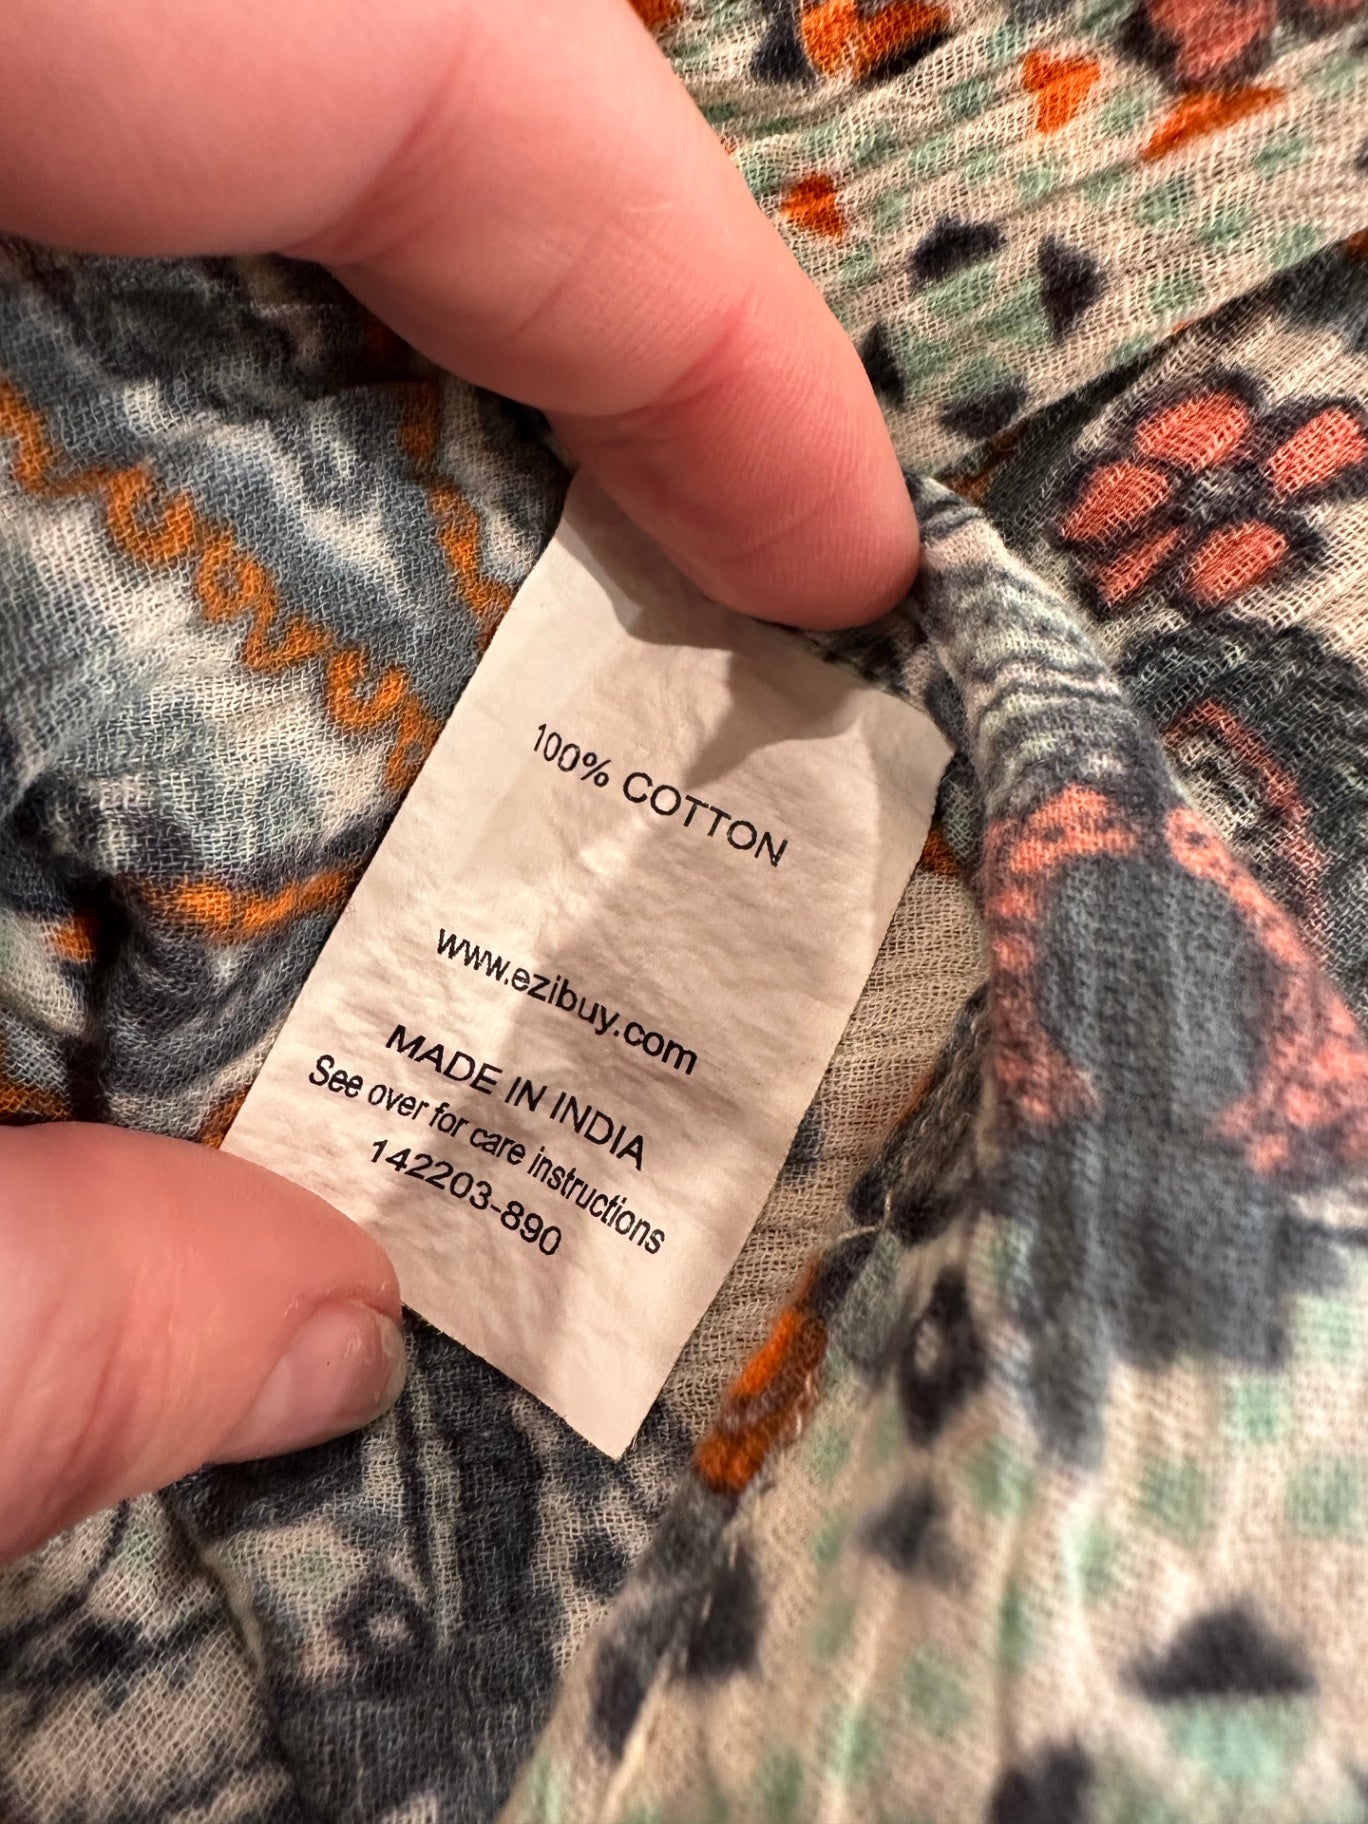 100% COTTON
www.ezibuy.com
MADE IN INDIA
See over for care instructions
142203-890